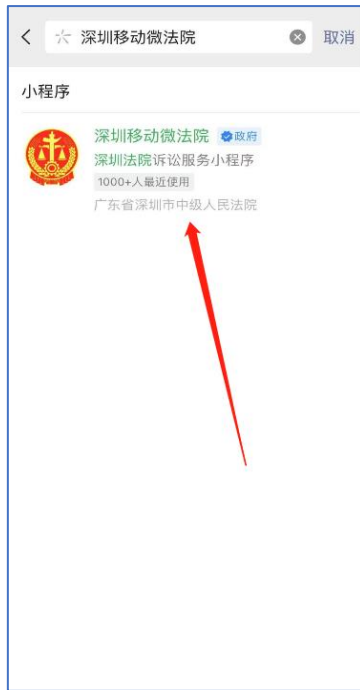 深圳移动微法院 取消
小程序
深圳移动微法院 政府
深圳法院诉讼服务小程序
1000+人最近使用
广东省深圳市中级人民法院